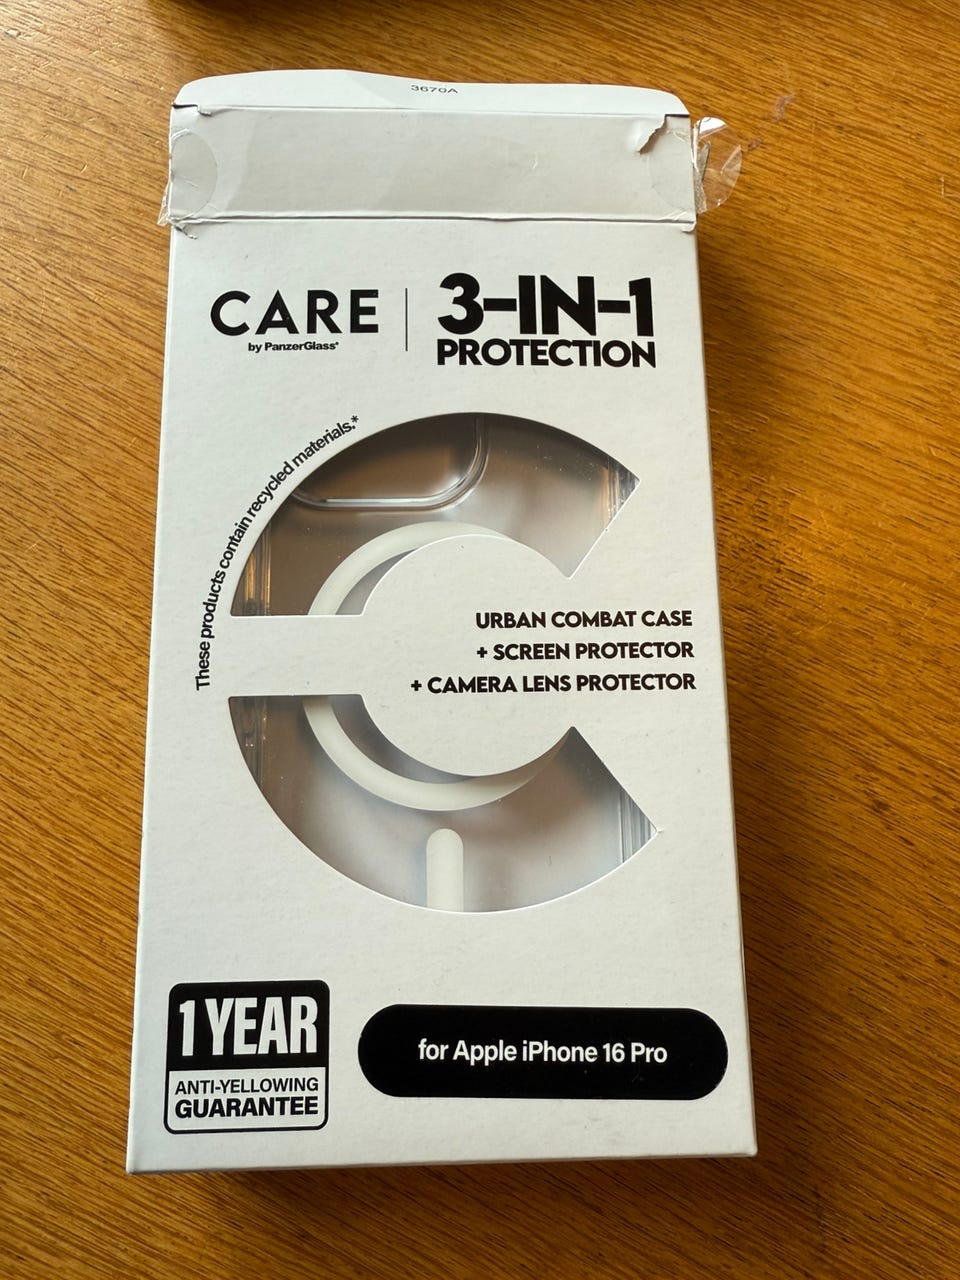 3670A
CARE
by PanzerGlass®
3-IN-1
PROTECTION
These products contain recycled materials.*
URBAN COMBAT CASE
+ SCREEN PROTECTOR
+ CAMERA LENS PROTECTOR
1 YEAR
ANTI-YELLOWING
GUARANTEE
for Apple iPhone 16 Pro